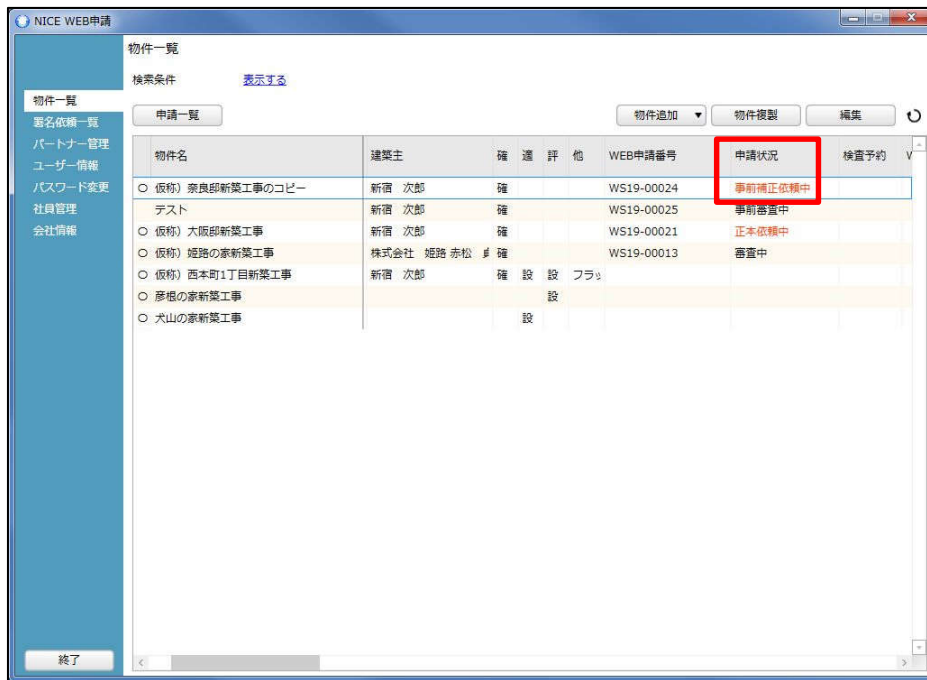 NICE WEB申請
物件一覧
検索条件 表示する
物件一覧
署名依頼一覧
パートナー管理
ユーザー情報
パスワード変更
社員管理
会社情報
終了
申請一覧 物件追加 ▼ 物件複製 編集
物件名 建築主 確 適 評 他 WEB申請番号 申請状況 検査予約
○ 仮称）奈良邸新築工事のコピー 新宿 次郎 確 WS19-00024 事前補正依頼中
テスト 新宿 次郎 確 WS19-00025 事前審査中
○ 仮称）大阪邸新築工事 新宿 次郎 確 WS19-00021 正本依頼中
○ 仮称）姫路の家新築工事 株式会社 姫路 赤松 確 WS19-00013 審査中
○ 仮称）西本町1丁目新築工事 新宿 次郎 確 設 設 フラッ
○ 彦根の家新築工事 設
○ 犬山の家新築工事 設